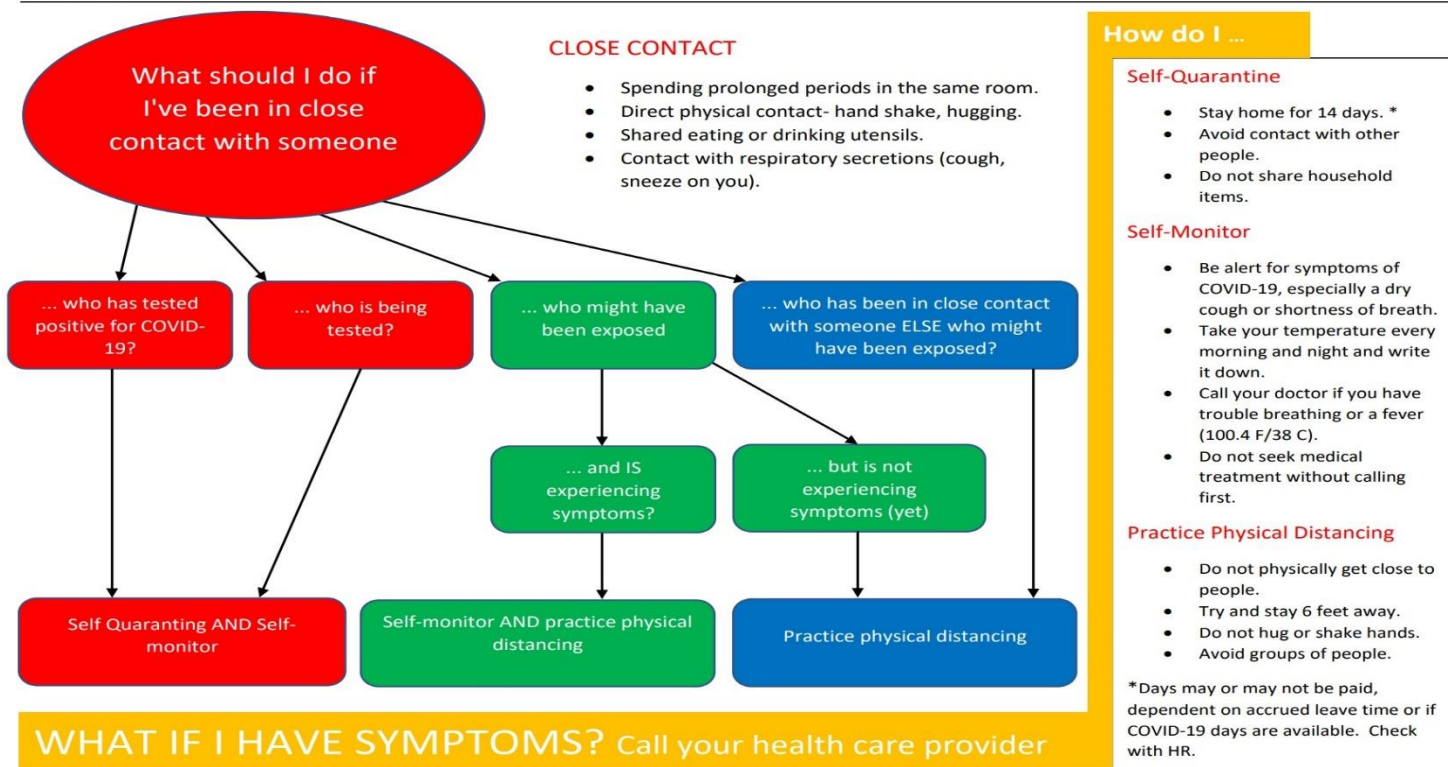 What should I do if
I've been in close
contact with someone
CLOSE CONTACT
• Spending prolonged periods in the same room.
• Direct physical contact- hand shake, hugging.
• Shared eating or drinking utensils.
• Contact with respiratory secretions (cough,
sneeze on you).
... who has tested
positive for COVID-
19?
... who is being
tested?
... who might have
been exposed
... who has been in close contact
with someone ELSE who might
have been exposed?
... and IS
experiencing
symptoms?
... but is not
experiencing
symptoms (yet)
Self Quaranting AND Self-
monitor
Self-monitor AND practice physical
distancing
Practice physical distancing
WHAT IF I HAVE SYMPTOMS? Call your health care provider
How do I ...
Self-Quarantine
• Stay home for 14 days. *
• Avoid contact with other
people.
• Do not share household
items.
Self-Monitor
• Be alert for symptoms of
COVID-19, especially a dry
cough or shortness of breath.
• Take your temperature every
morning and night and write
it down.
• Call your doctor if you have
trouble breathing or a fever
(100.4 F/38 C).
• Do not seek medical
treatment without calling
first.
Practice Physical Distancing
• Do not physically get close to
people.
• Try and stay 6 feet away.
• Do not hug or shake hands.
• Avoid groups of people.
*Days may or may not be paid,
dependent on accrued leave time or if
COVID-19 days are available. Check
with HR.